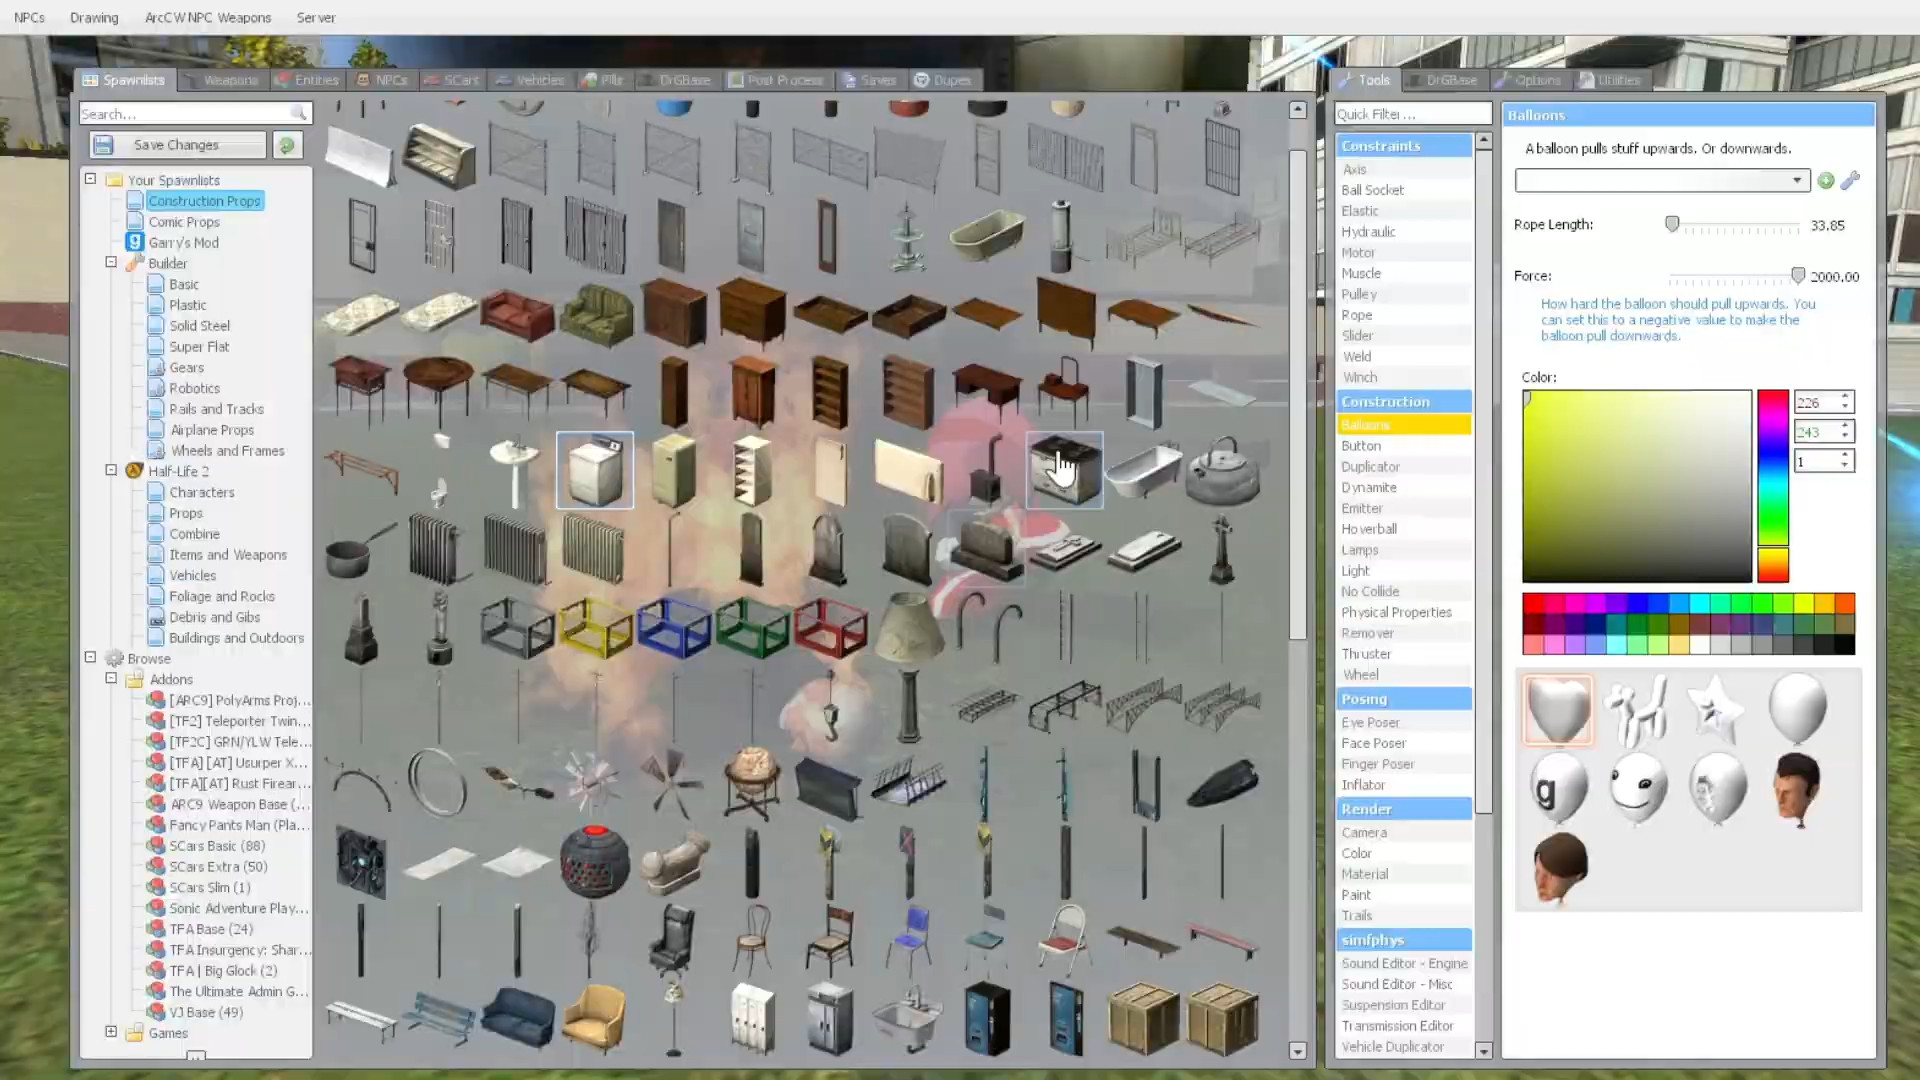 NPCs Drawing ArcCW NPC Weapons Server
Spawnlists Weapons Entities NPCs SCars Vehicles Pills DrGBase Post Process Saves Dupes
Tools DrGBase Options Utilities
Search...
Save Changes
Your Spawnlists
Construction Props
Comic Props
Garry's Mod
Builder
Basic
Plastic
Solid Steel
Super Flat
Gears
Robotics
Rails and Tracks
Airplane Props
Wheels and Frames
Half-Life 2
Characters
Props
Combine
Items and Weapons
Vehicles
Foliage and Rocks
Debris and Gibs
Buildings and Outdoors
Browse
Addons
[ARC9] PolyArms Proj...
[TF2] Teleporter Twin...
[TF2C] GRN/YLW Tele...
[TFA] [AT] Usurper X...
[TFA][AT] Rust Firear...
ARC9 Weapon Base (...
Fancy Pants Man (Pla...
SCars Basic (88)
SCars Extra (50)
SCars Slim (1)
Sonic Adventure Play...
TFA Base (24)
TFA Insurgency: Shar...
TFA | Big Glock (2)
The Ultimate Admin G...
VJ Base (49)
Games
Quick Filter...
Constraints
Axis
Ball Socket
Elastic
Hydraulic
Motor
Muscle
Pulley
Rope
Slider
Weld
Winch
Construction
Balloons
Button
Duplicator
Dynamite
Emitter
Hoverball
Lamps
Light
No Collide
Physical Properties
Remover
Thruster
Wheel
Posing
Eye Poser
Face Poser
Finger Poser
Inflator
Render
Camera
Color
Material
Paint
Trails
simfphys
Sound Editor - Engine
Sound Editor - Misc
Suspension Editor
Transmission Editor
Vehicle Duplicator
Balloons
A balloon pulls stuff upwards. Or downwards.
Rope Length: 33.85
Force: 2000.00
How hard the balloon should pull upwards. You
can set this to a negative value to make the
balloon pull downwards.
Color:
226
243
1
g